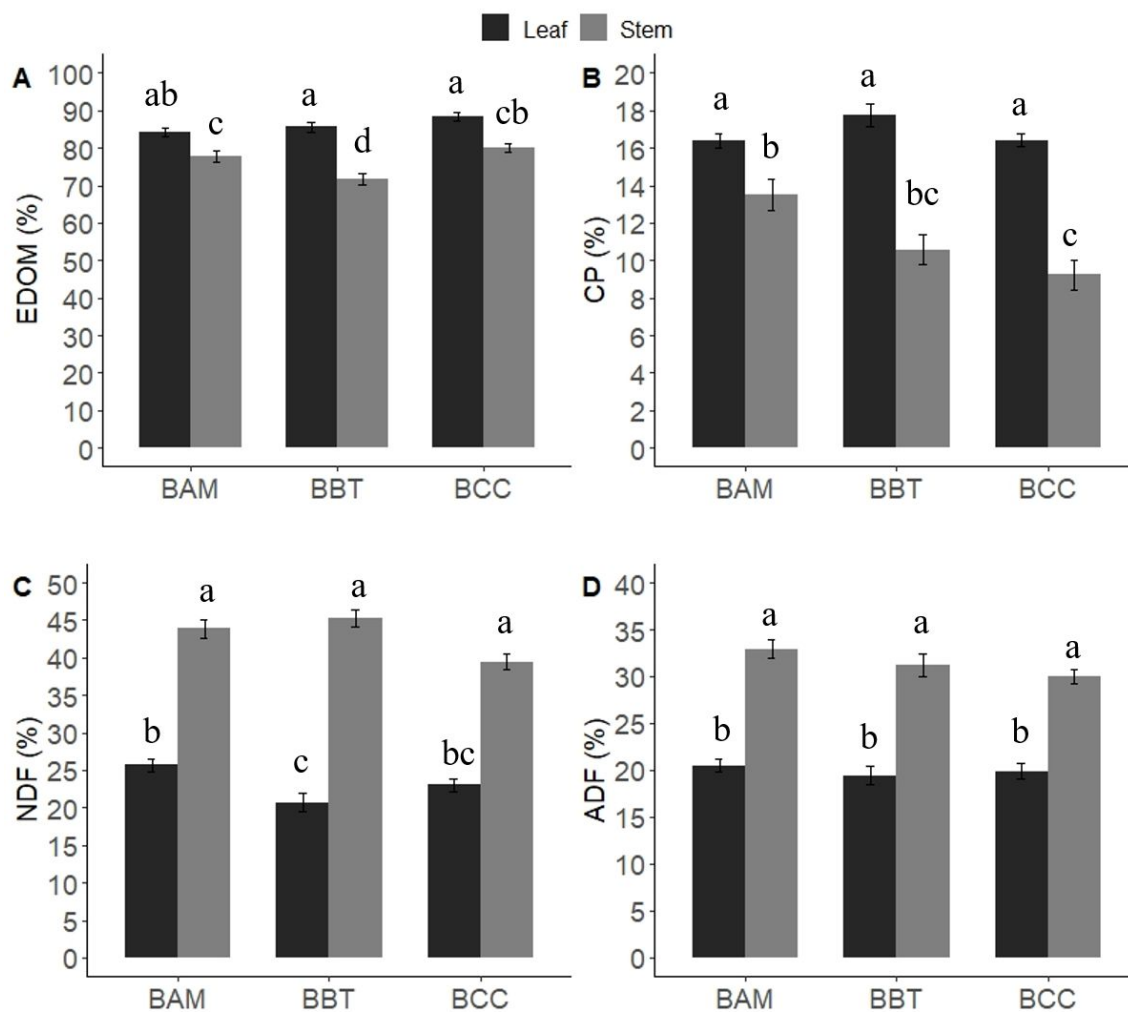 Leaf Stem
A
EDOM (%)
100
90
80
70
60
50
40
30
20
10
0
ab
c
a
d
a
cb
BAM BBT BCC
B
CP (%)
20
18
16
14
12
10
8
6
4
2
0
a
b
a
bc
a
c
BAM BBT BCC
C
NDF (%)
50
45
40
35
30
25
20
15
10
5
0
b
a
c
a
bc
a
BAM BBT BCC
D
ADF (%)
40
35
30
25
20
15
10
5
0
b
a
b
a
b
a
BAM BBT BCC